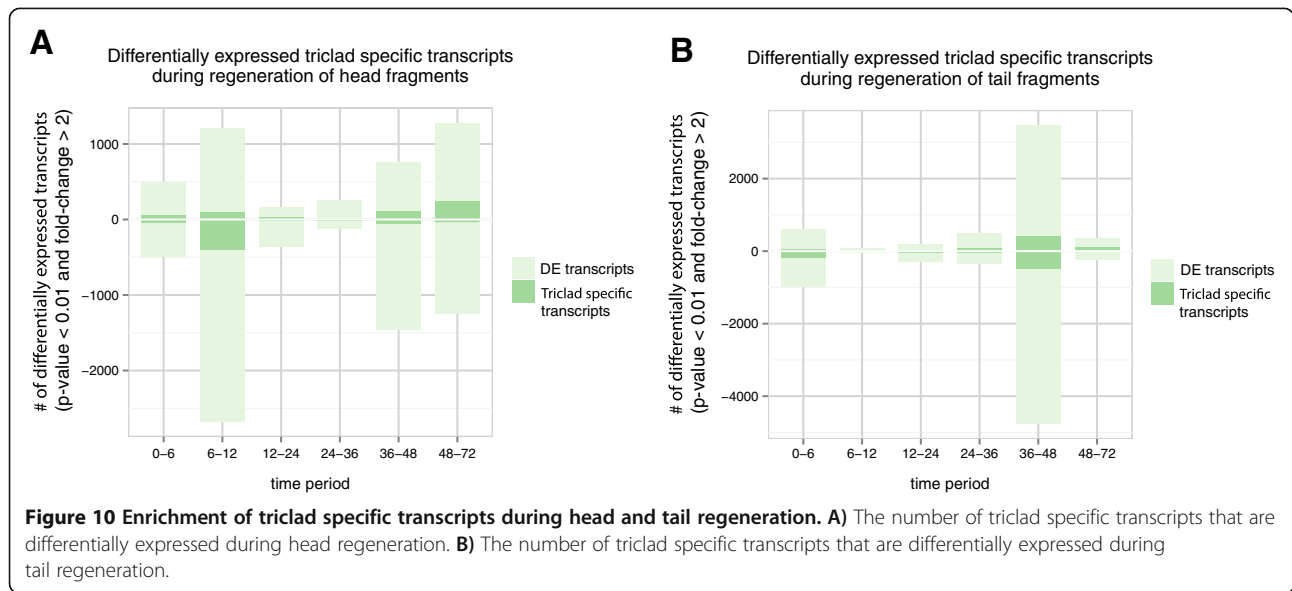 A
Differentially expressed triclad specific transcripts
during regeneration of head fragments
# of differentially expressed transcripts
(p-value < 0.01 and fold-change > 2)
1000
0
−1000
−2000
0−6
6−12
12−24
24−36
36−48
48−72
time period
DE transcripts
Triclad specific
transcripts
B
Differentially expressed triclad specific transcripts
during regeneration of tail fragments
# of differentially expressed transcripts
(p-value < 0.01 and fold-change > 2)
2000
0
−2000
−4000
0−6
6−12
12−24
24−36
36−48
48−72
time period
DE transcripts
Triclad specific
transcripts
Figure 10 Enrichment of triclad specific transcripts during head and tail regeneration. A) The number of triclad specific transcripts that are
differentially expressed during head regeneration. B) The number of triclad specific transcripts that are differentially expressed during
tail regeneration.